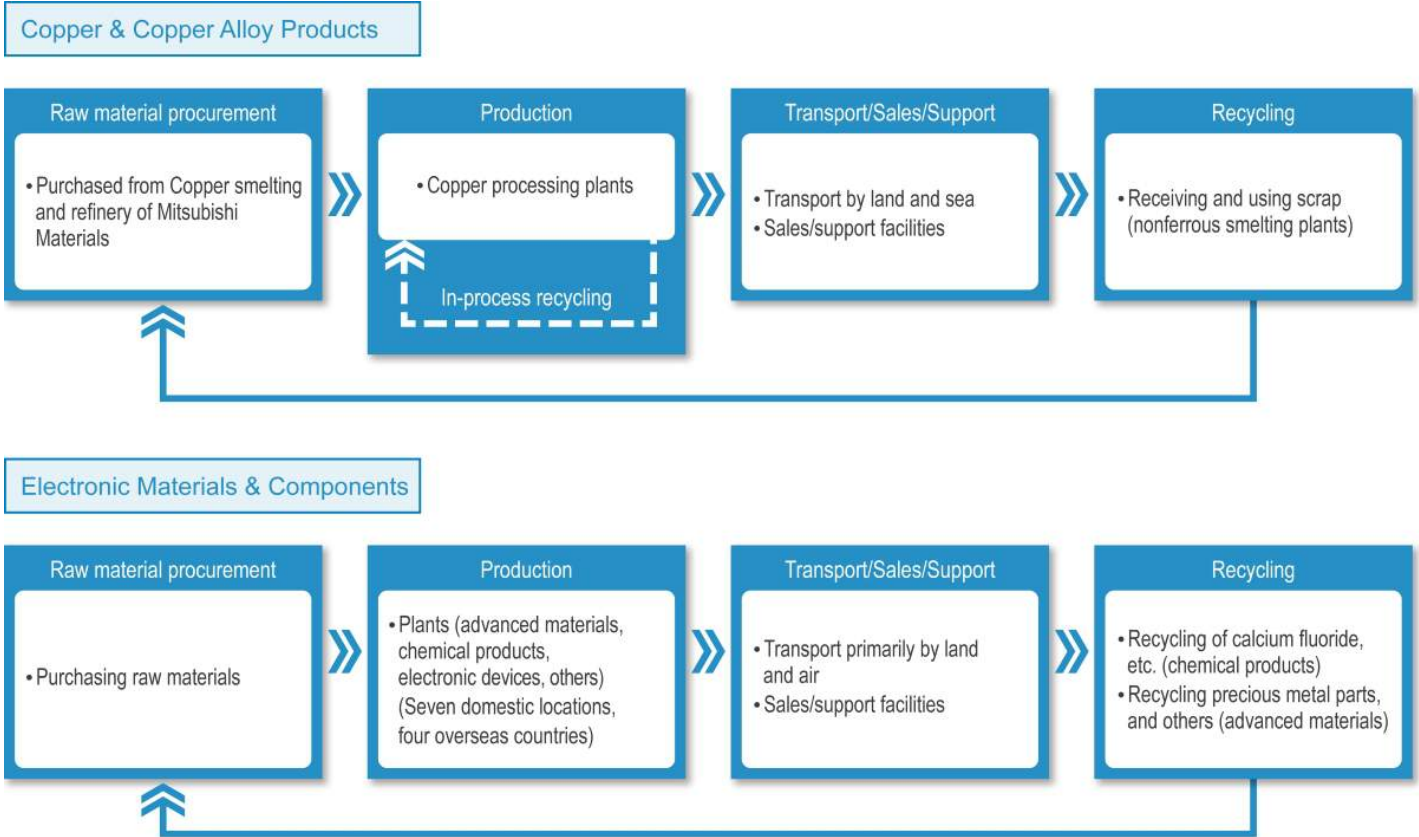 Copper & Copper Alloy Products
Raw material procurement
• Purchased from Copper smelting
and refinery of Mitsubishi
Materials
Production
• Copper processing plants
In-process recycling
Transport/Sales/Support
• Transport by land and sea
• Sales/support facilities
Recycling
• Receiving and using scrap
(nonferrous smelting plants)
Electronic Materials & Components
Raw material procurement
• Purchasing raw materials
Production
• Plants (advanced materials,
chemical products,
electronic devices, others)
(Seven domestic locations,
four overseas countries)
Transport/Sales/Support
• Transport primarily by land
and air
• Sales/support facilities
Recycling
• Recycling of calcium fluoride,
etc. (chemical products)
• Recycling precious metal parts,
and others (advanced materials)